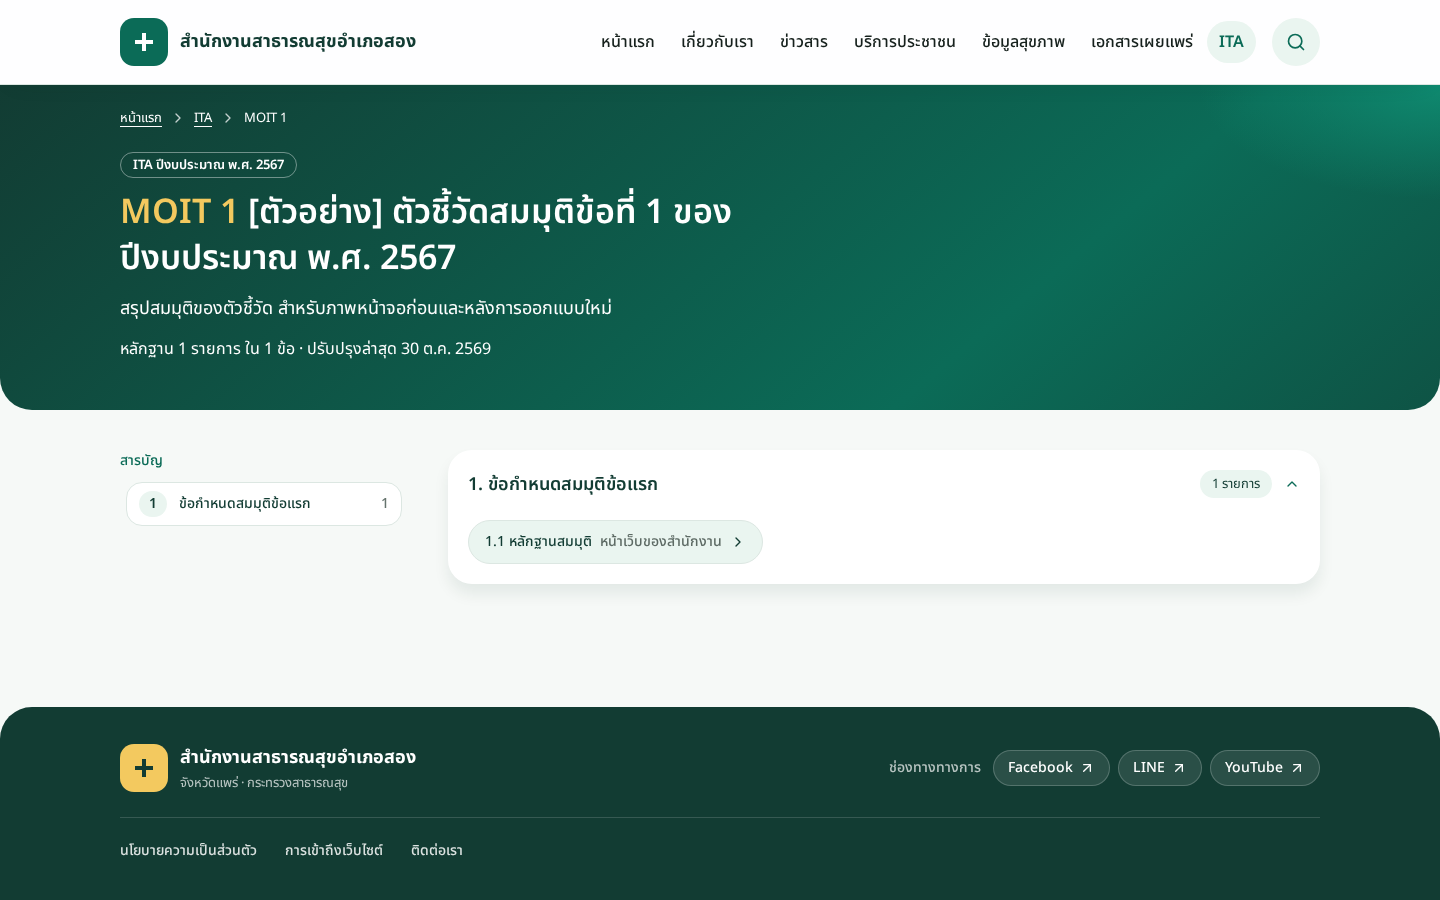 สำนักงานสาธารณสุขอำเภอสอง
หน้าแรก เกี่ยวกับเรา ข่าวสาร บริการประชาชน ข้อมูลสุขภาพ เอกสารเผยแพร่ ITA
หน้าแรก ITA MOIT 1
ITA ปีงบประมาณ พ.ศ. 2567
MOIT 1 [ตัวอย่าง] ตัวชี้วัดสมมุติข้อที่ 1 ของ
ปีงบประมาณ พ.ศ. 2567
สรุปสมมุติของตัวชี้วัด สำหรับภาพหน้าจอก่อนและหลังการออกแบบใหม่
หลักฐาน 1 รายการ ใน 1 ข้อ · ปรับปรุงล่าสุด 30 ต.ค. 2569
สารบัญ
1 ข้อกำหนดสมมุติข้อแรก 1
1. ข้อกำหนดสมมุติข้อแรก 1 รายการ
1.1 หลักฐานสมมุติ หน้าเว็บของสำนักงาน
สำนักงานสาธารณสุขอำเภอสอง
จังหวัดแพร่ · กระทรวงสาธารณสุข
ช่องทางทางการ Facebook LINE YouTube
นโยบายความเป็นส่วนตัว การเข้าถึงเว็บไซต์ ติดต่อเรา